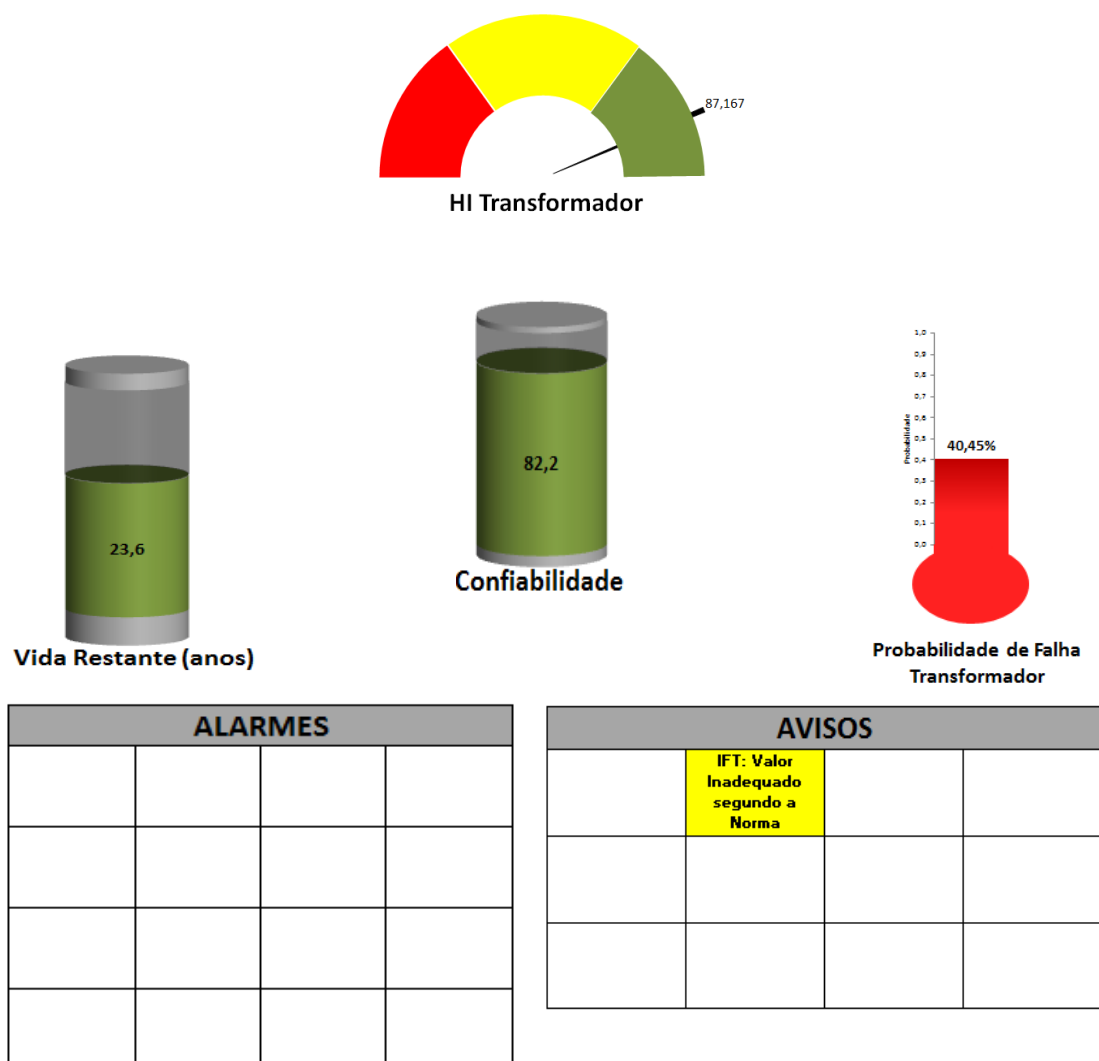 87,167
HI Transformador
82,2
Confiabilidade
23,6
Vida Restante (anos)
1,0
0,9
0,8
0,7
0,6
0,5
0,4
0,3
0,2
0,1
0,0
Probabilidade
40,45%
Probabilidade de Falha
Transformador
ALARMES
AVISOS
IFT: Valor
Inadequado
segundo a
Norma